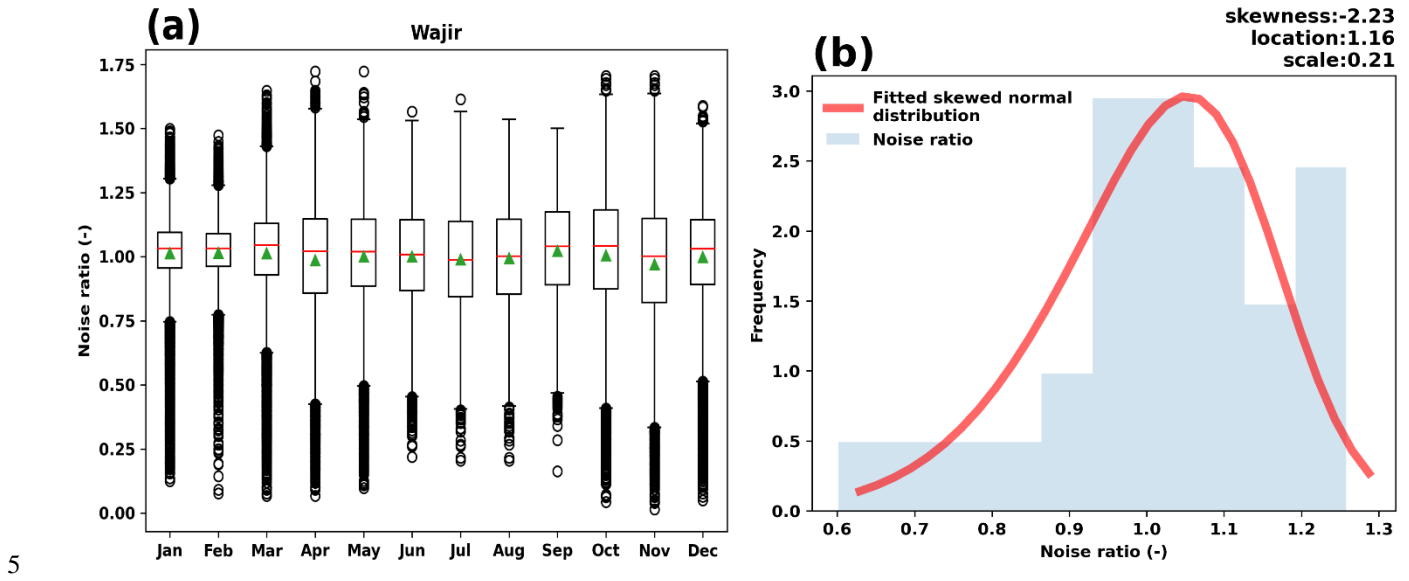 (a)
Wajir
1.75
1.50
1.25
1.00
0.75
0.50
0.25
0.00
Noise ratio (-)
Jan Feb Mar Apr May Jun Jul Aug Sep Oct Nov Dec
skewness:-2.23
location:1.16
scale:0.21
(b)
Fitted skewed normal
distribution
Noise ratio
3.0
2.5
2.0
1.5
1.0
0.5
0.0
Frequency
0.6 0.7 0.8 0.9 1.0 1.1 1.2 1.3
Noise ratio (-)
5